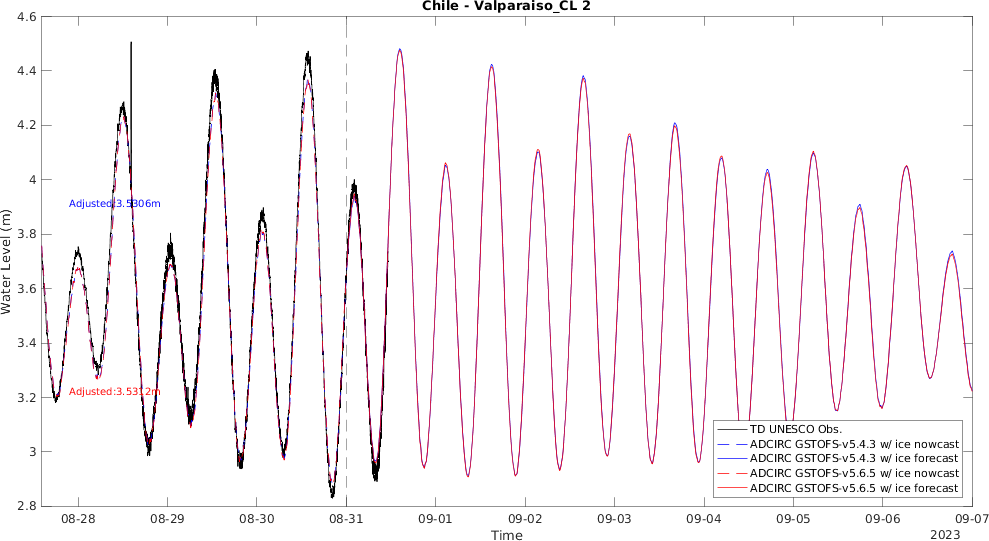 Chile - Valparaiso_CL 2
4.6
4.4
4.2
4
3.8
3.6
3.4
3.2
3
2.8
Water Level (m)
Adjusted:3.5306m
Adjusted:3.5312m
TD UNESCO Obs.
ADCIRC GSTOFS-v5.4.3 w/ ice nowcast
ADCIRC GSTOFS-v5.4.3 w/ ice forecast
ADCIRC GSTOFS-v5.6.5 w/ ice nowcast
ADCIRC GSTOFS-v5.6.5 w/ ice forecast
08-28 08-29 08-30 08-31 09-01 09-02 09-03 09-04 09-05 09-06 09-07
Time
2023